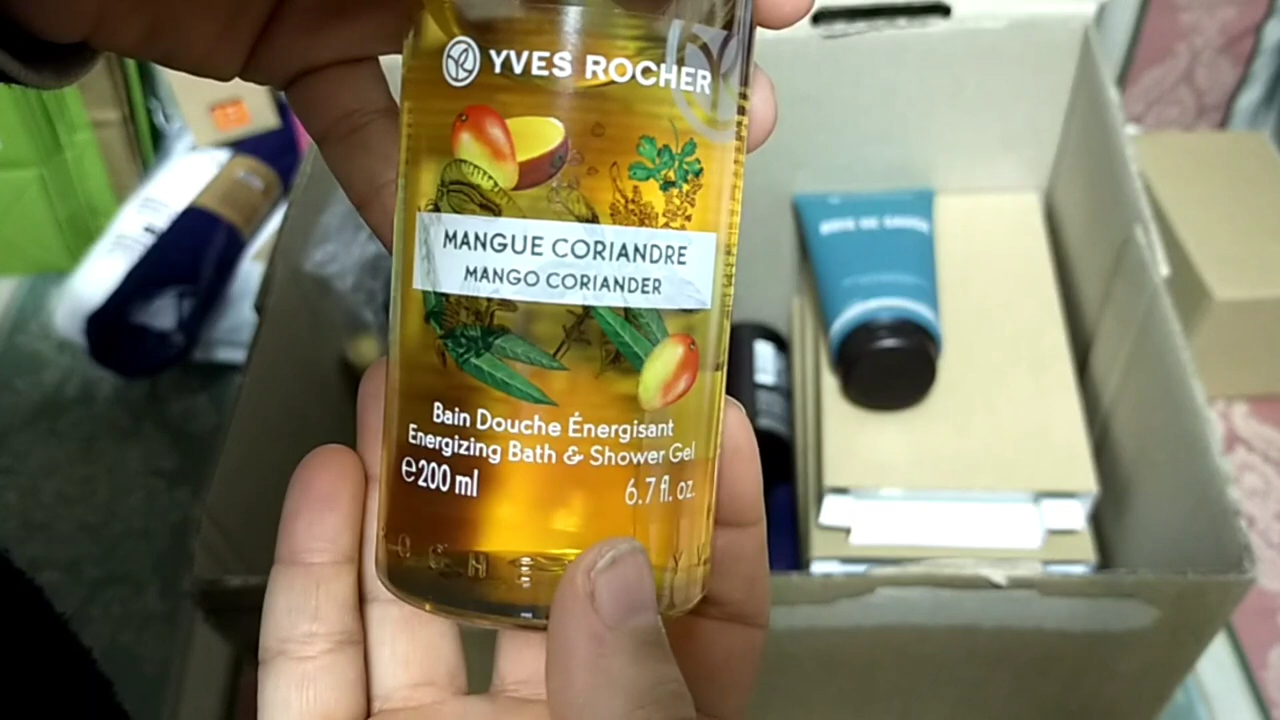 YVES ROCHER
MANGUE CORIANDRE
MANGO CORIANDER
Bain Douche Énergisant
Energizing Bath & Shower Gel
℮200 ml 6.7 fl. oz.